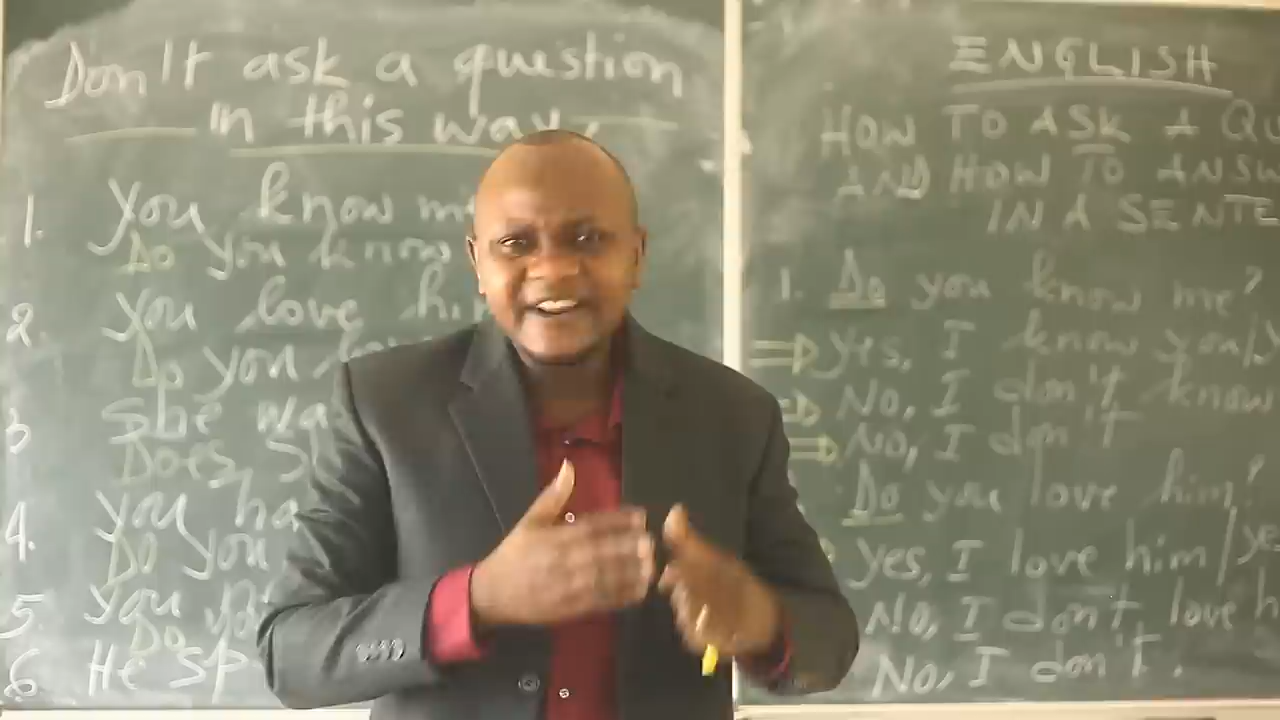 Don't ask a question
in this way.
1. You know me
Do you know
2. You love hi
Do you
3 She wa
Does, S
4. You ha
Do you
5. You
Do yo
6 He sp
ENGLISH
HOW TO ASK A QU
AND HOW TO ANSW
IN A SENTE
1. Do you know me?
⇒ Yes, I know you/Y
⇒ No, I don't know
⇒ No, I don't
Do you love him?
Yes, I love him/ye
No, I don't love h
No, I don't.